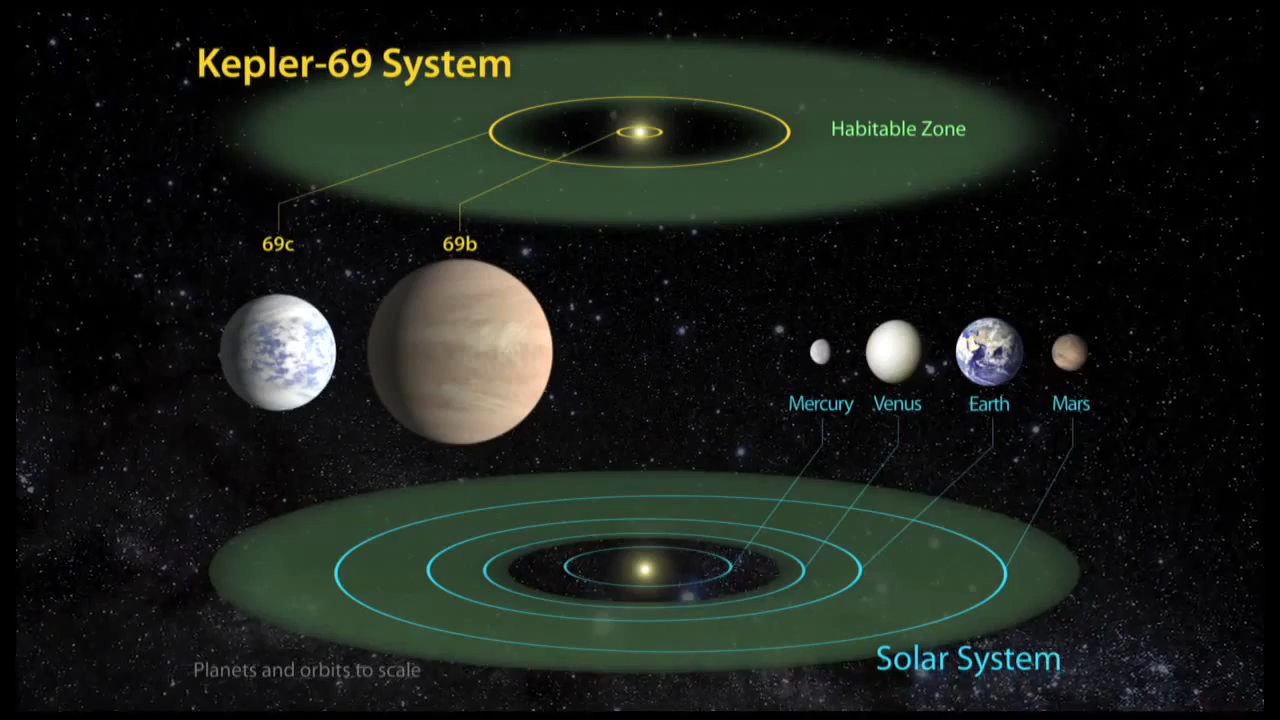 Kepler-69 System
Habitable Zone
69c
69b
Mercury
Venus
Earth
Mars
Solar System
Planets and orbits to scale